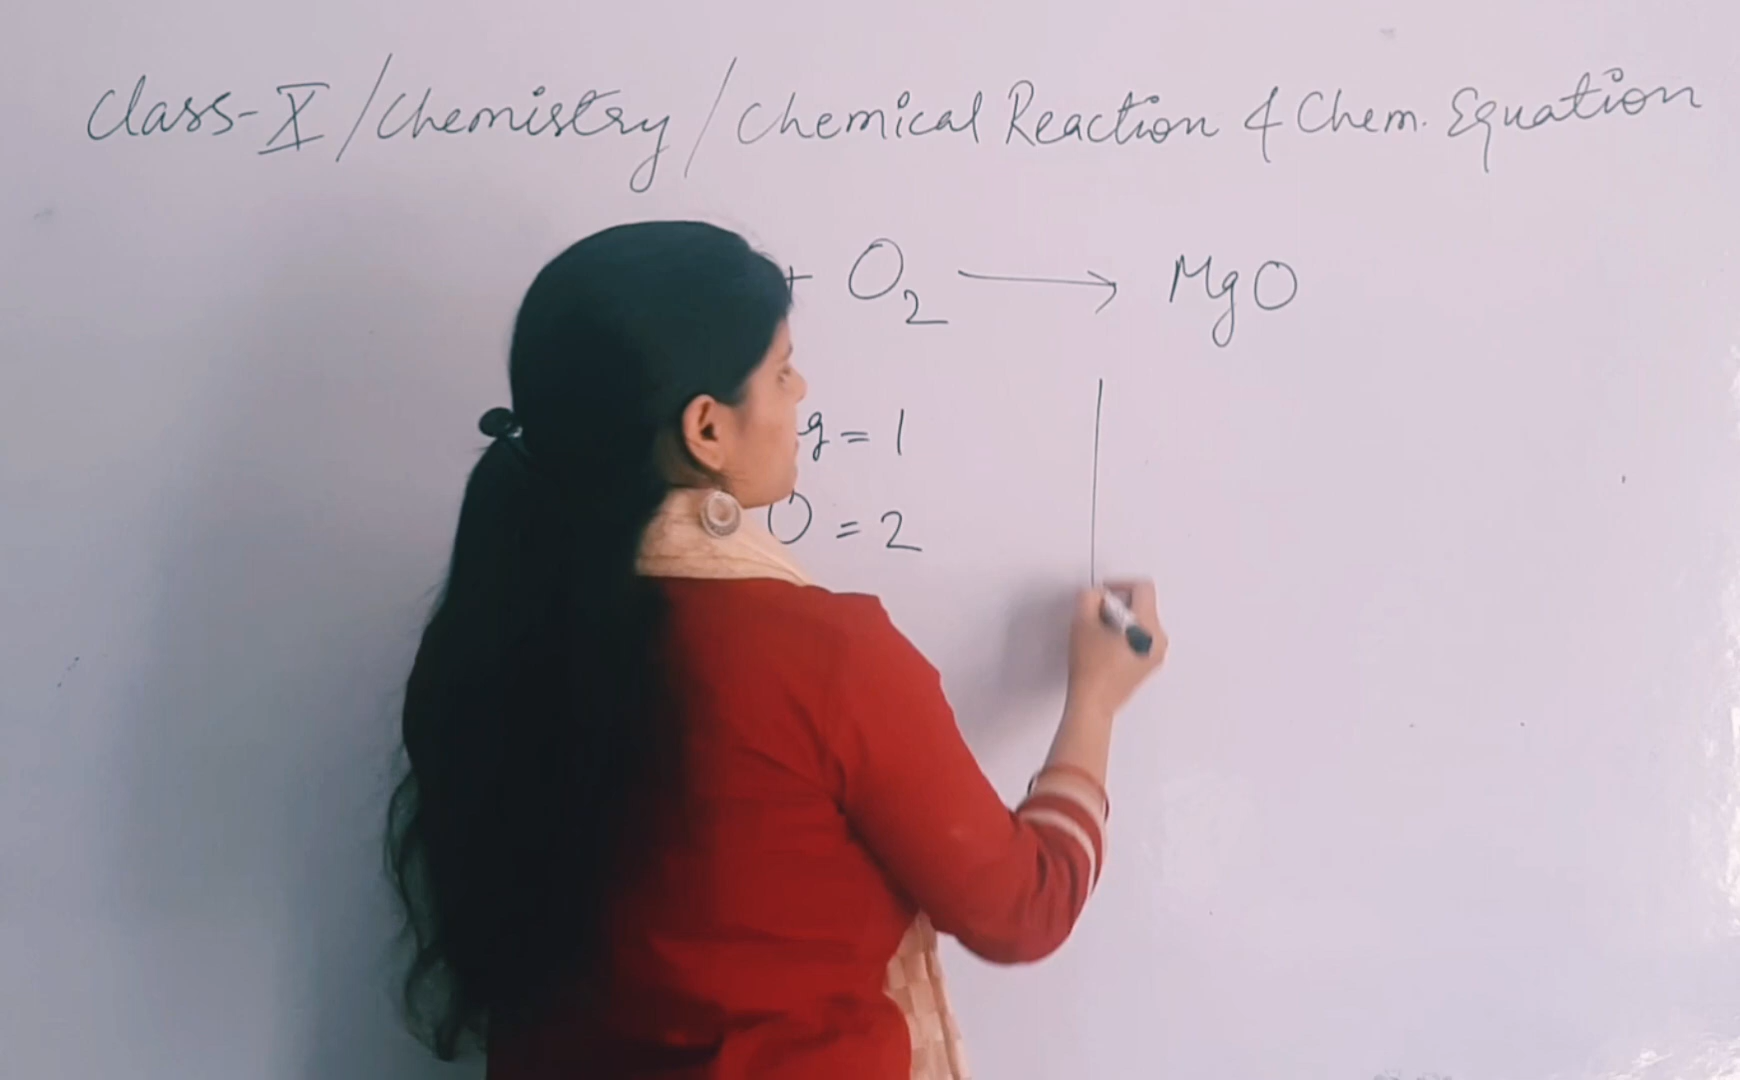 Class-X / Chemistry / Chemical Reaction & Chem. Equation
+ O₂ → MgO
g = 1
O = 2